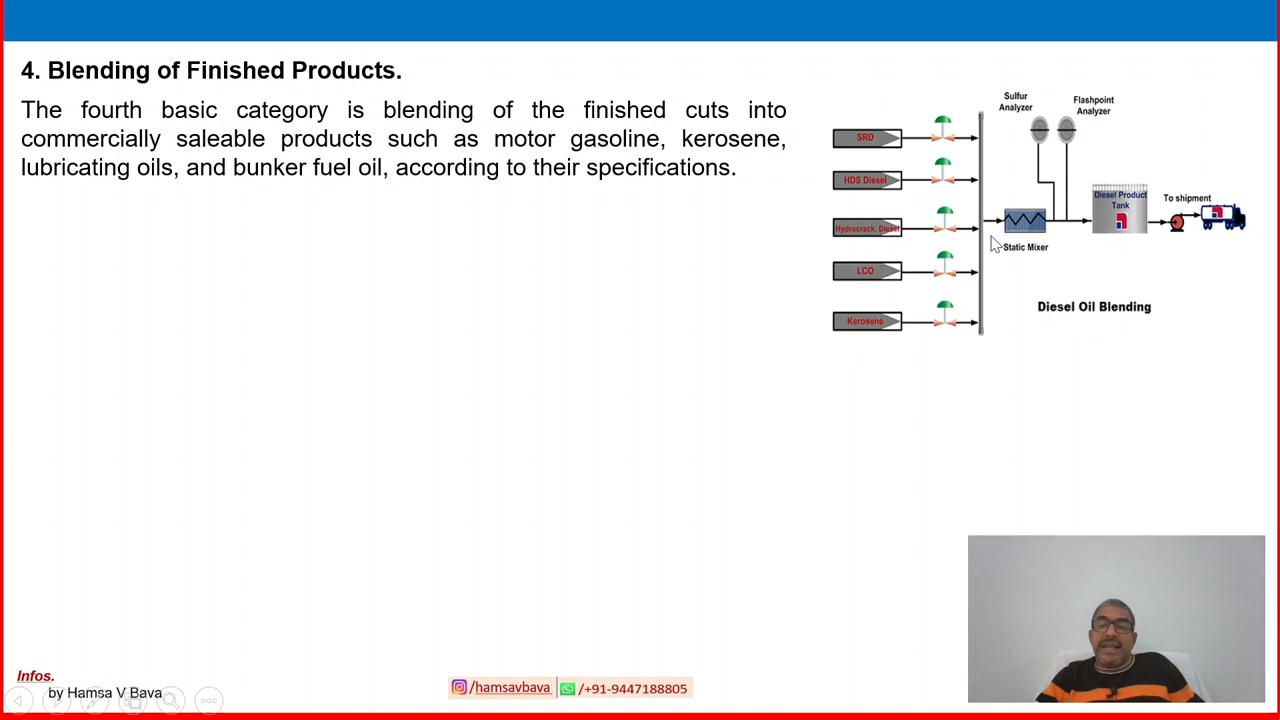 4. Blending of Finished Products.
The fourth basic category is blending of the finished cuts into
commercially saleable products such as motor gasoline, kerosene,
lubricating oils, and bunker fuel oil, according to their specifications.
Sulfur
Analyzer
Flashpoint
Analyzer
SRD
HDS Diesel
Hydrocrack. Diesel
LCO
Kerosene
Static Mixer
Diesel Product
Tank
To shipment
Diesel Oil Blending
Infos.
by Hamsa V Bava
/hamsavbava
/+91-9447188805